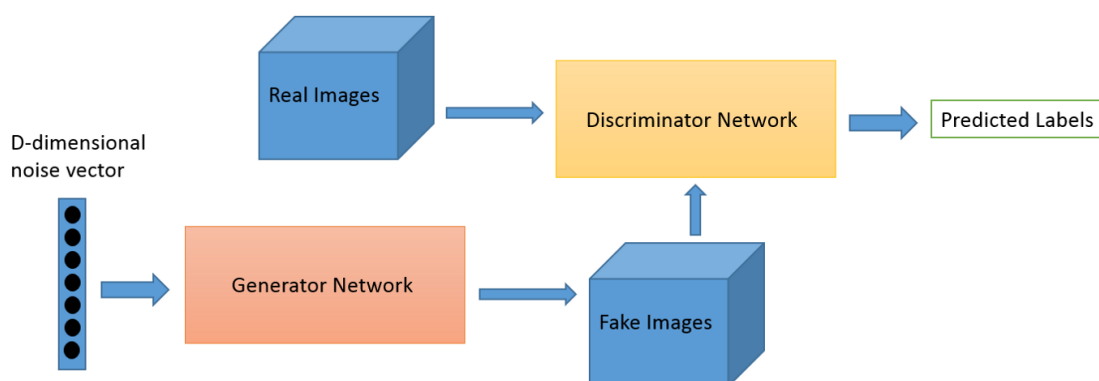 Real Images
Discriminator Network
Predicted Labels
D-dimensional
noise vector
Generator Network
Fake Images